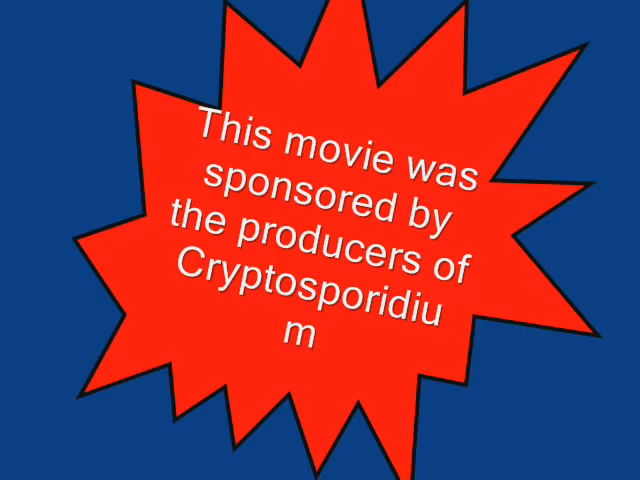 This movie was
sponsored by
the producers of
Cryptosporidiu
m